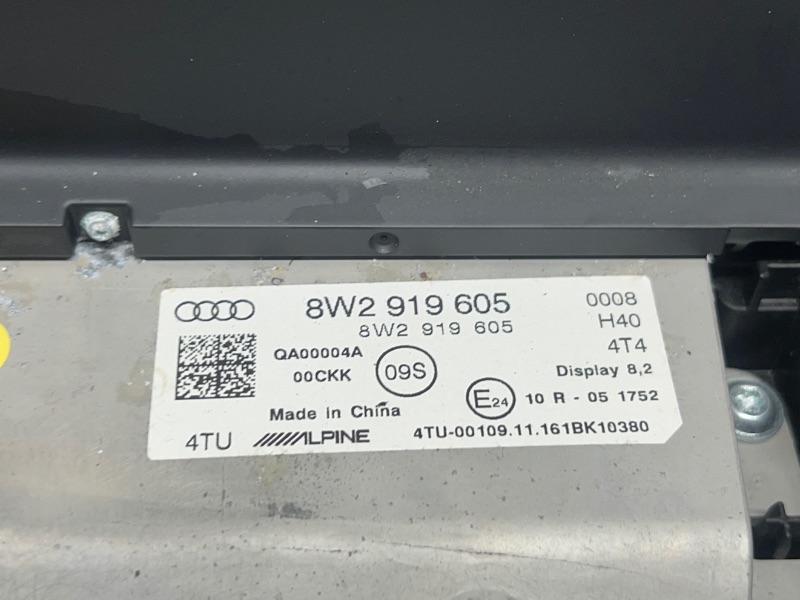 8W2 919 605
8W2 919 605
0008
H40
4T4
QA00004A
00CKK
09S
Display 8,2
E24
10 R - 05 1752
Made in China
4TU
ALPINE
4TU-00109.11.161BK10380